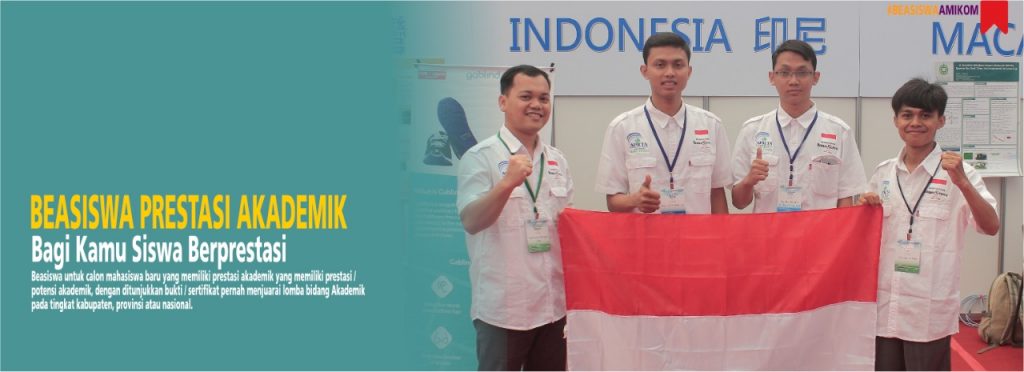 #BEASISWAAMIKOM
INDONESIA 印尼
MACA
gablind
BEASISWA PRESTASI AKADEMIK
Bagi Kamu Siswa Berprestasi
Beasiswa untuk calon mahasiswa baru yang memiliki prestasi akademik yang memiliki prestasi /
potensi akademik, dengan ditunjukkan bukti / sertifikat pernah menjuarai lomba bidang Akademik
pada tingkat kabupaten, provinsi atau nasional.